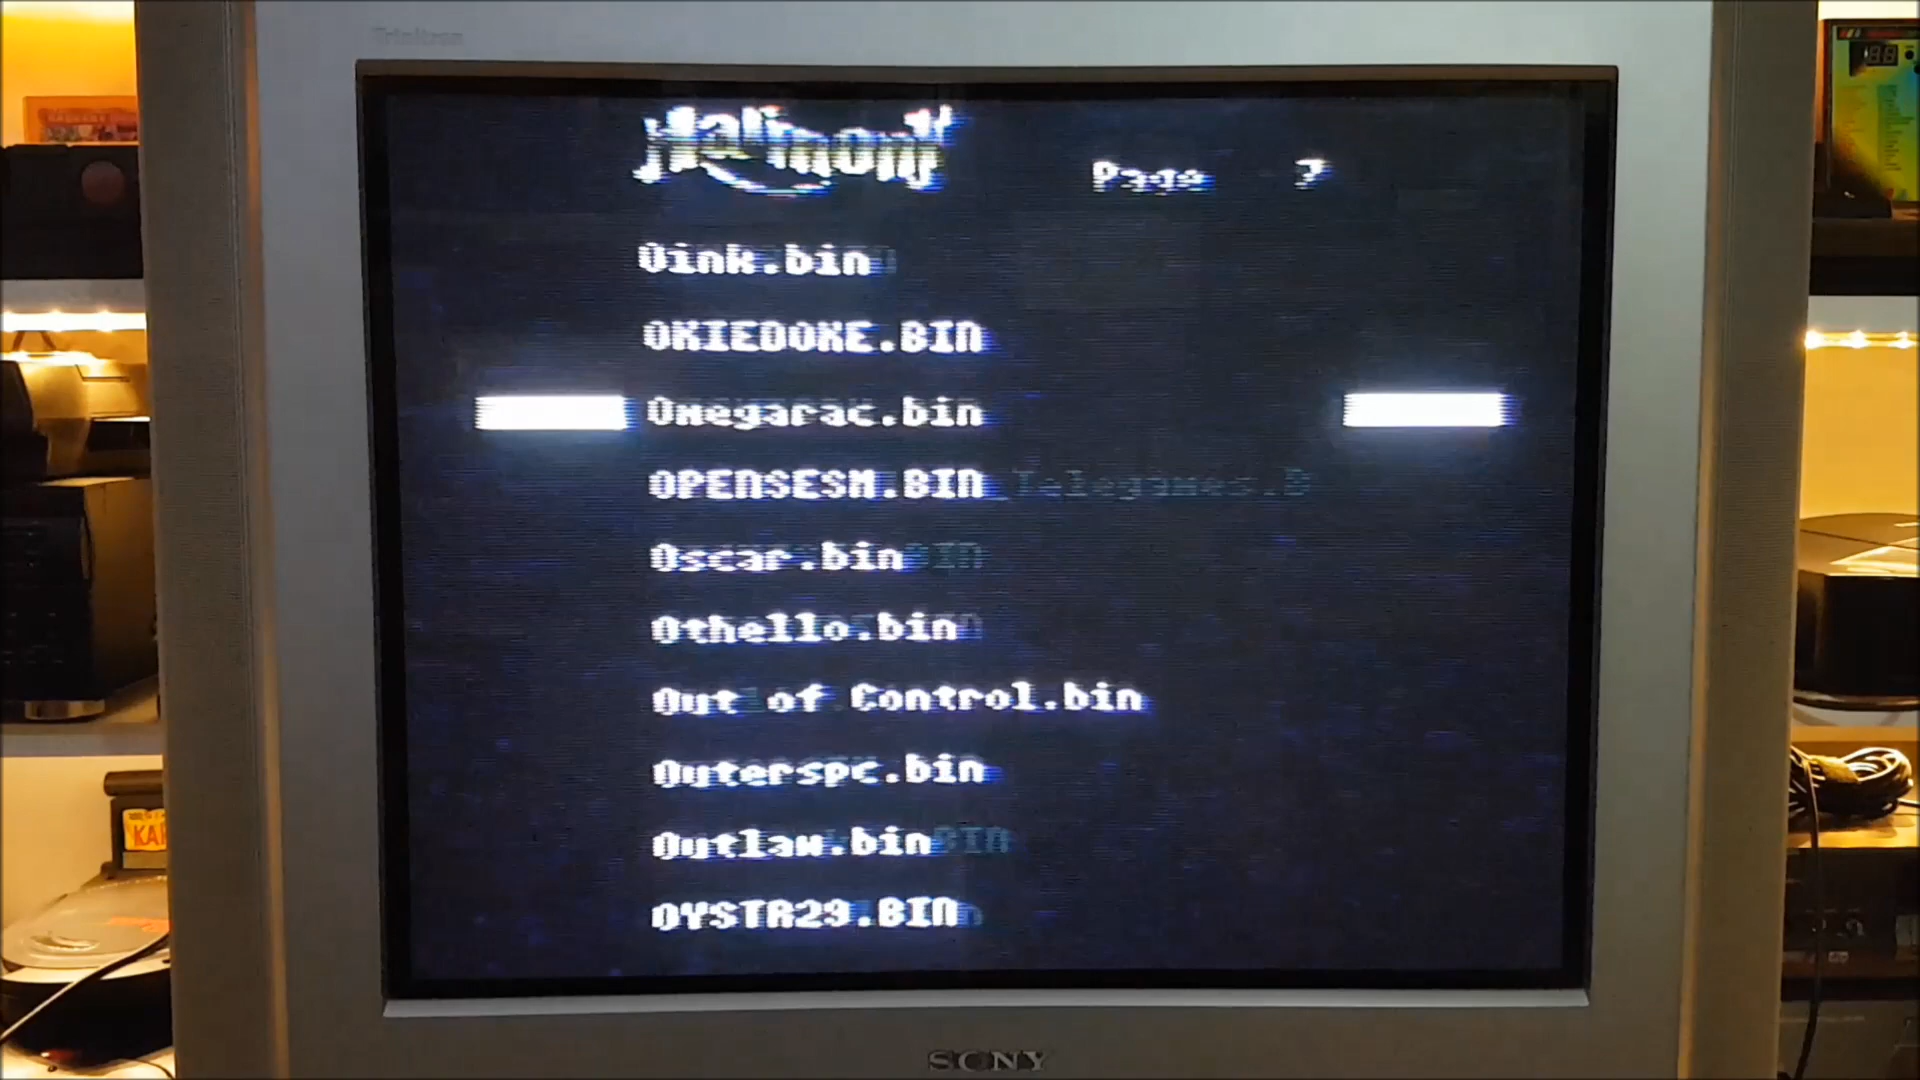 Trinitron
Harmony
Page 7
Oink.bin
OKIEDOKE.BIN
Omegarac.bin
OPENSESM.BIN
Oscar.bin
Othello.bin
Out of Control.bin
Outerspc.bin
Outlaw.bin
OYSTR29.BIN
SONY